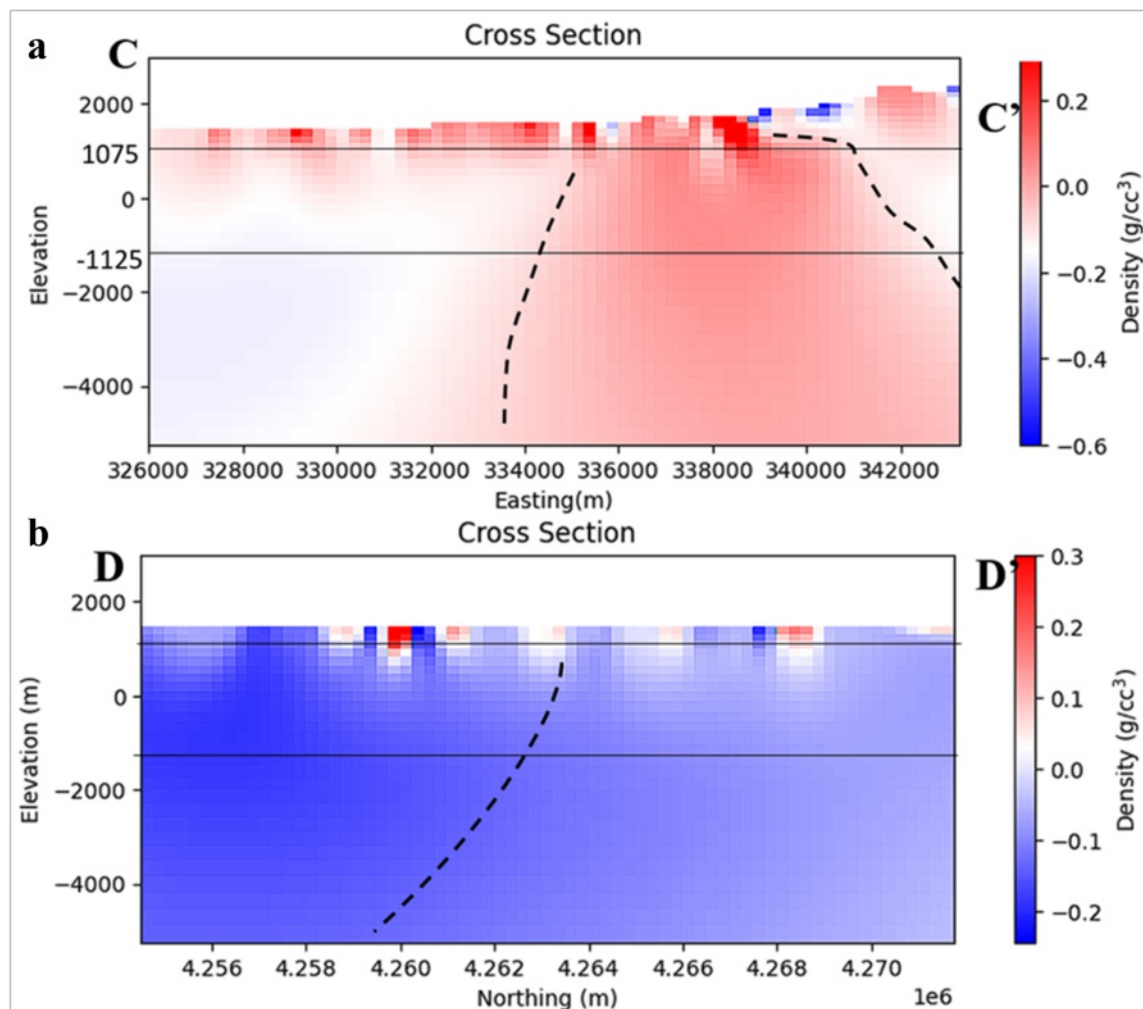 a
C
Cross Section
C'
2000
1075
0
-1125
−2000
−4000
Elevation
326000 328000 330000 332000 334000 336000 338000 340000 342000
Easting(m)
0.2
0.0
−0.2
−0.4
−0.6
Density (g/cc³)
b
D
Cross Section
D'
2000
0
−2000
−4000
Elevation (m)
4.256 4.258 4.260 4.262 4.264 4.266 4.268 4.270
Northing (m)
1e6
0.3
0.2
0.1
0.0
−0.1
−0.2
Density (g/cc³)